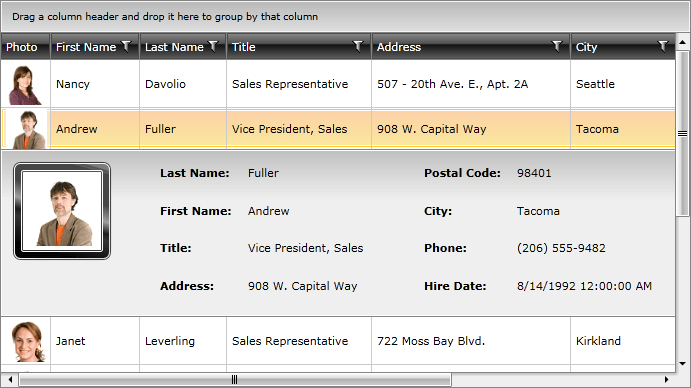 Drag a column header and drop it here to group by that column
Photo First Name Last Name Title Address City
Nancy Davolio Sales Representative 507 - 20th Ave. E., Apt. 2A Seattle
Andrew Fuller Vice President, Sales 908 W. Capital Way Tacoma
Last Name: Fuller Postal Code: 98401
First Name: Andrew City: Tacoma
Title: Vice President, Sales Phone: (206) 555-9482
Address: 908 W. Capital Way Hire Date: 8/14/1992 12:00:00 AM
Janet Leverling Sales Representative 722 Moss Bay Blvd. Kirkland